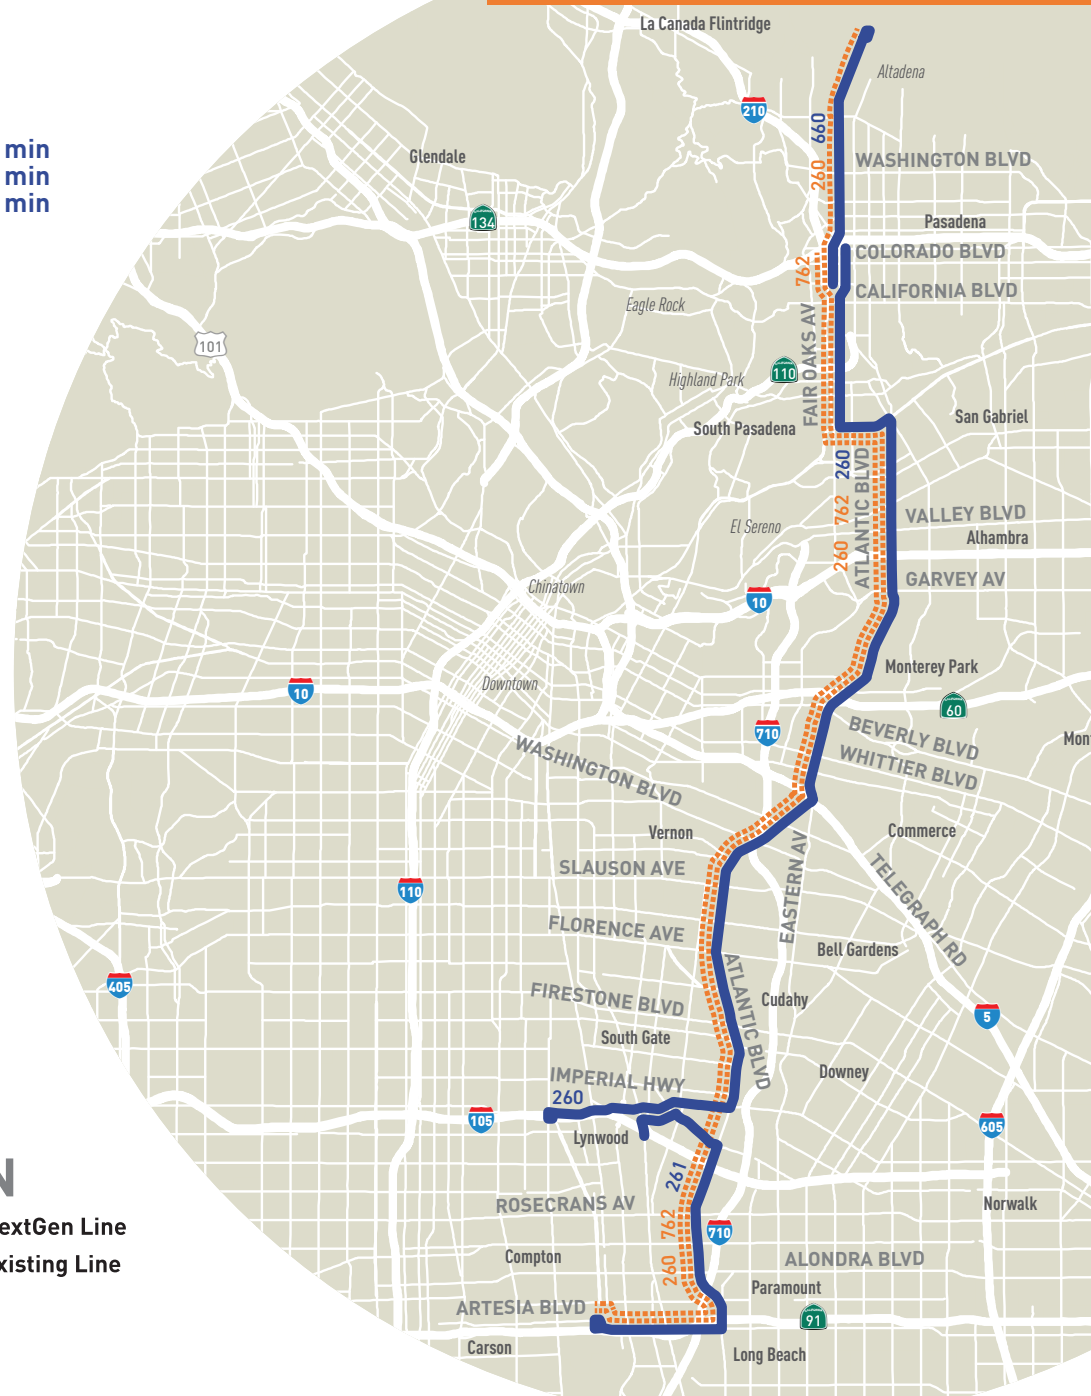 La Canada Flintridge
Altadena
210
min
min
min
660
260
Glendale
WASHINGTON BLVD
134
Pasadena
COLORADO BLVD
762
CALIFORNIA BLVD
Eagle Rock
FAIR OAKS AV
101
110
Highland Park
South Pasadena
San Gabriel
260
762
260
ATLANTIC BLVD
VALLEY BLVD
El Sereno
Alhambra
GARVEY AV
Chinatown
10
Monterey Park
Downtown
10
60
710
BEVERLY BLVD
WHITTIER BLVD
WASHINGTON BLVD
Vernon
Commerce
SLAUSON AVE
EASTERN AV
TELEGRAPH RD
110
FLORENCE AVE
Bell Gardens
405
FIRESTONE BLVD
ATLANTIC BLVD
Cudahy
5
South Gate
Downey
IMPERIAL HWY
260
105
Lynwood
605
261
ROSECRANS AV
Norwalk
762
260
710
N
Compton
ALONDRA BLVD
Paramount
ARTESIA BLVD
91
Carson
Long Beach